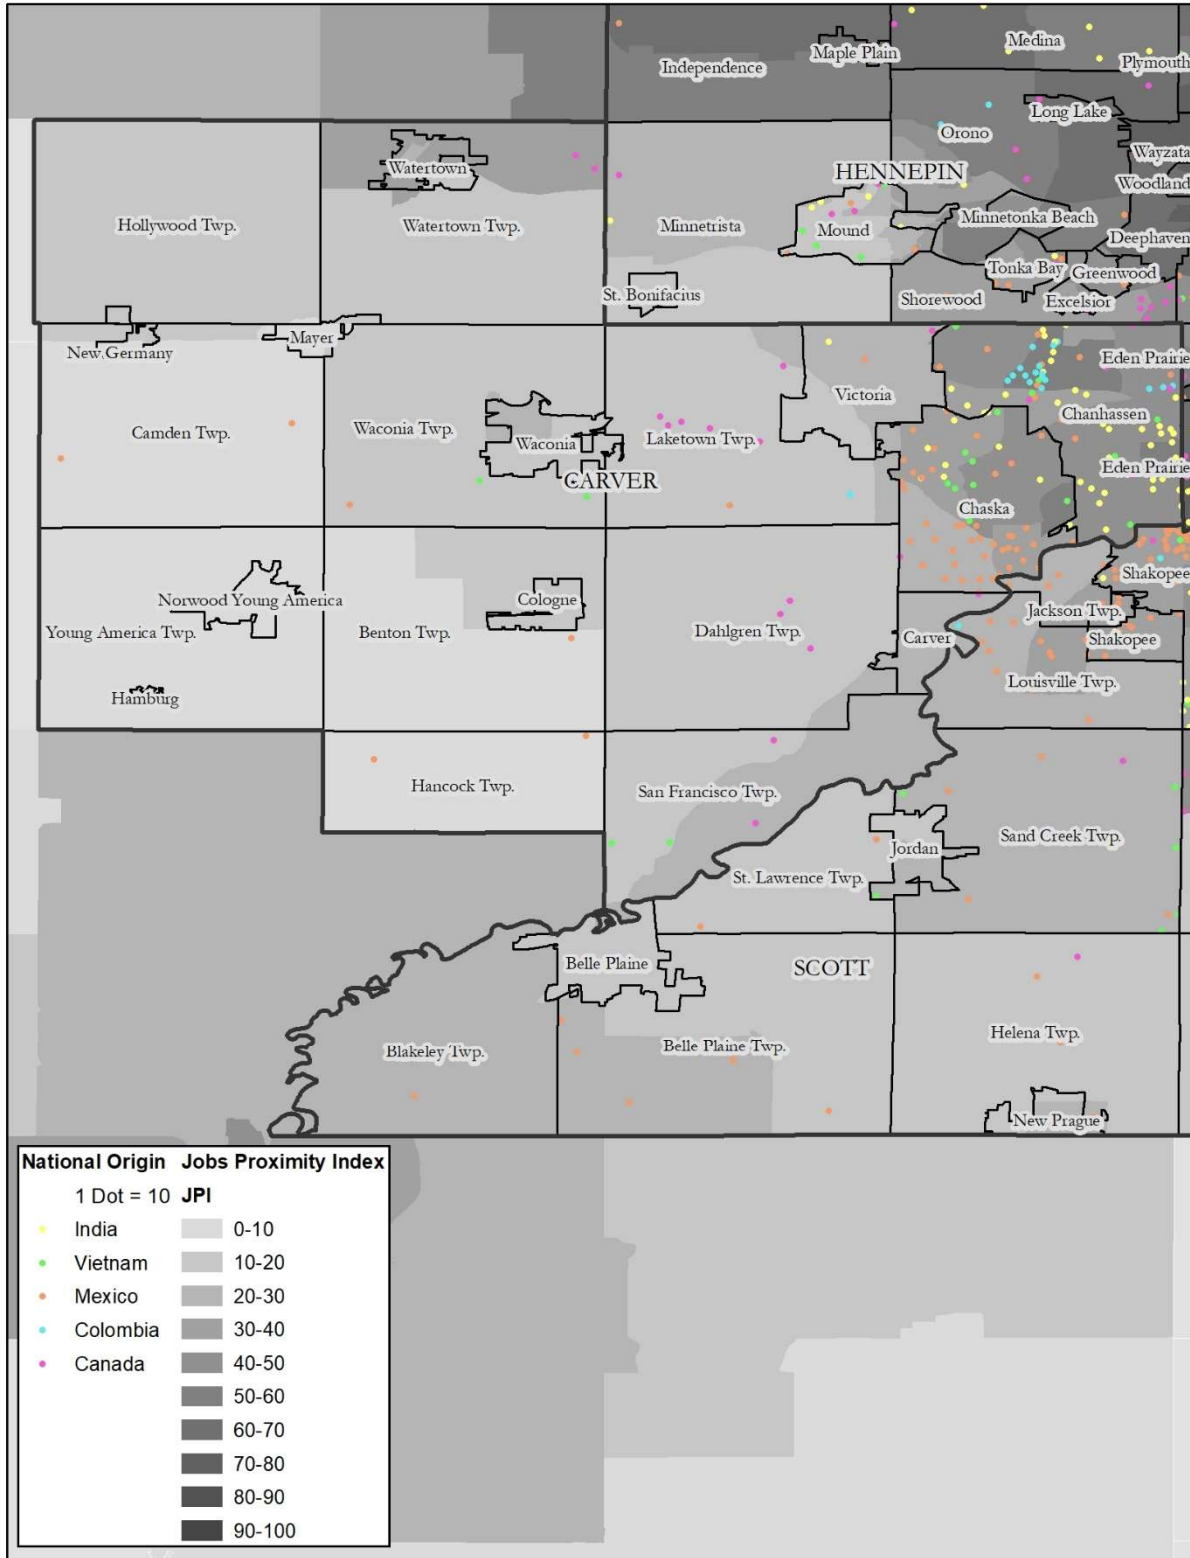 Medina
Maple Plain
Plymouth
Independence
Long Lake
Orono
Wayzata
Watertown
HENNEPIN
Woodland
Hollywood Twp.
Watertown Twp.
Minnetrista
Mound
Minnetonka Beach
Deephaven
Tonka Bay
Greenwood
St. Bonifacius
Shorewood
Excelsior
Mayer
New Germany
Eden Prairie
Victoria
Camden Twp.
Waconia Twp.
Waconia
Laketown Twp.
Chanhassen
CARVER
Eden Prairie
Chaska
Shakopee
Norwood Young America
Cologne
Jackson Twp.
Young America Twp.
Benton Twp.
Dahlgren Twp.
Carver
Shakopee
Hamburg
Louisville Twp.
Hancock Twp.
San Francisco Twp.
Sand Creek Twp.
Jordan
St. Lawrence Twp.
Belle Plaine
SCOTT
Helena Twp.
Blakeley Twp.
Belle Plaine Twp.
New Prague
National Origin Jobs Proximity Index
1 Dot = 10 JPI
India 0-10
Vietnam 10-20
Mexico 20-30
Colombia 30-40
Canada 40-50
50-60
60-70
70-80
80-90
90-100